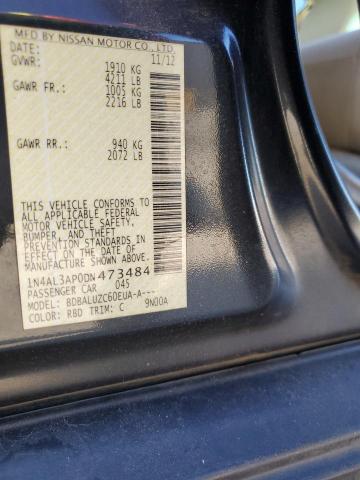 MFD BY NISSAN MOTOR CO., LTD.
DATE: 11/12
GVWR: 1910 KG
4211 LB
GAWR FR.: 1005 KG
2216 LB
GAWR RR.: 940 KG
2072 LB
THIS VEHICLE CONFORMS TO
ALL APPLICABLE FEDERAL
MOTOR VEHICLE SAFETY,
BUMPER, AND THEFT
PREVENTION STANDARDS IN
EFFECT ON THE DATE OF
MANUFACTURE SHOWN ABOVE.
1N4AL3AP0DN473484
PASSENGER CAR 045
MODEL: BDBALUZC60EUA-A---
COLOR: RBD TRIM: C 9N00A